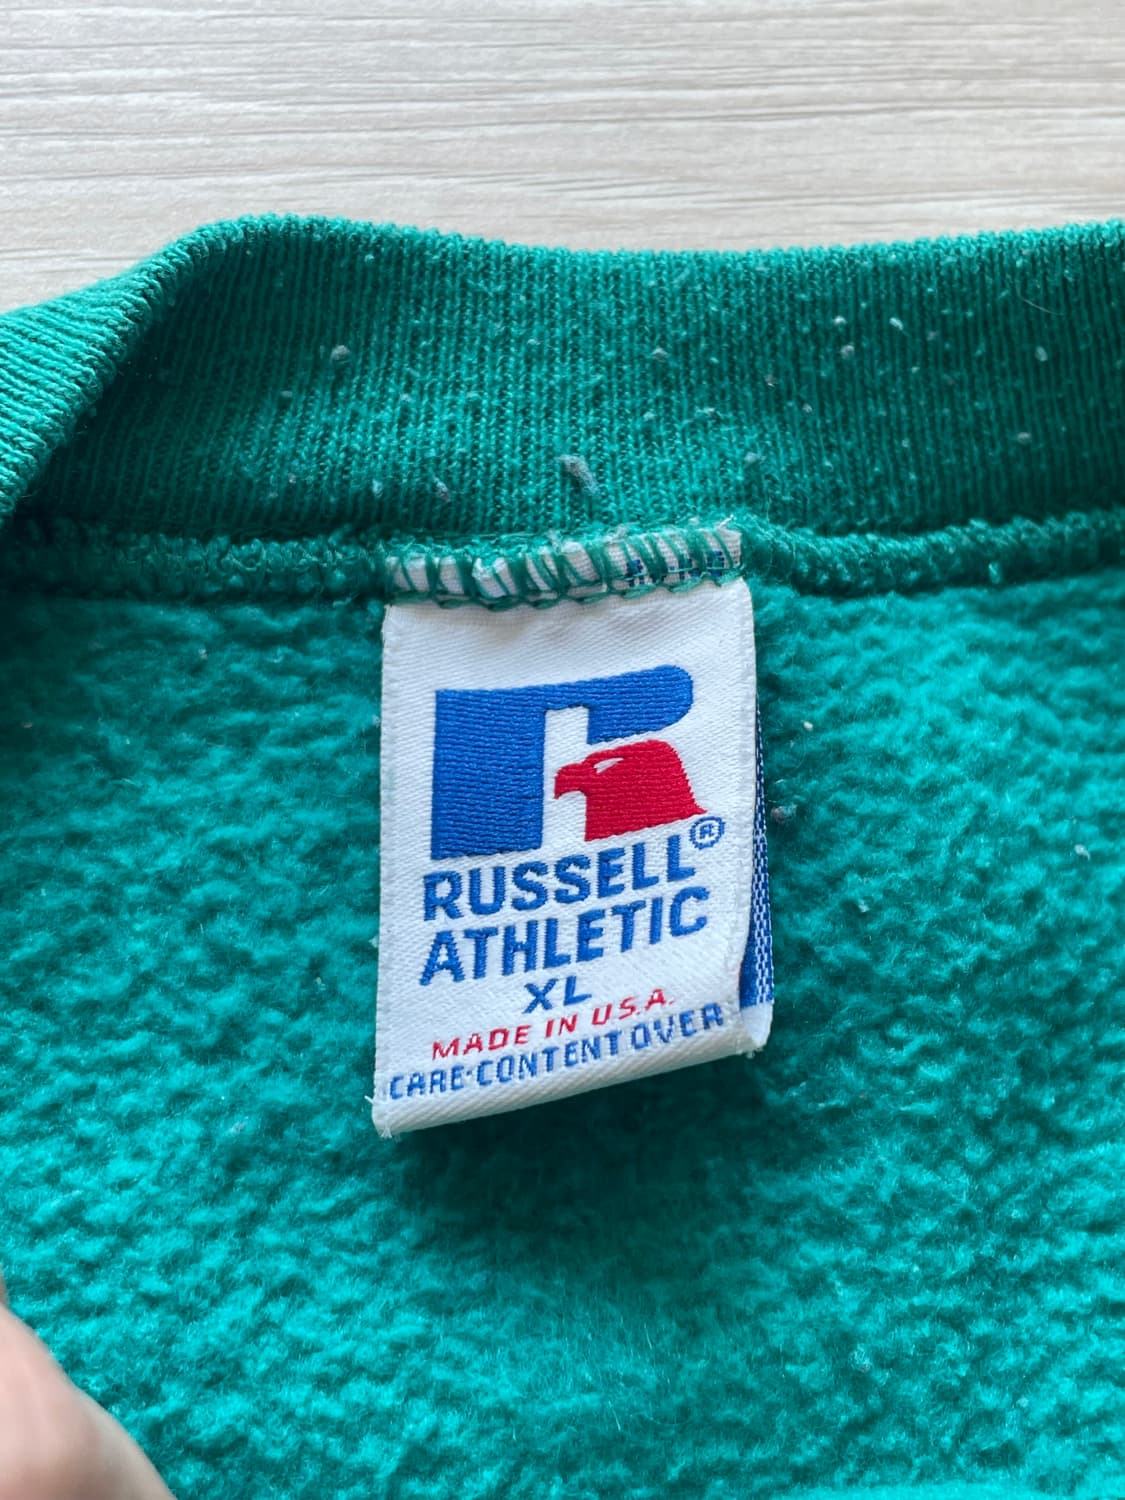 ®
RUSSELL
ATHLETIC
XL
MADE IN U.S.A.
CARE·CONTENT OVER